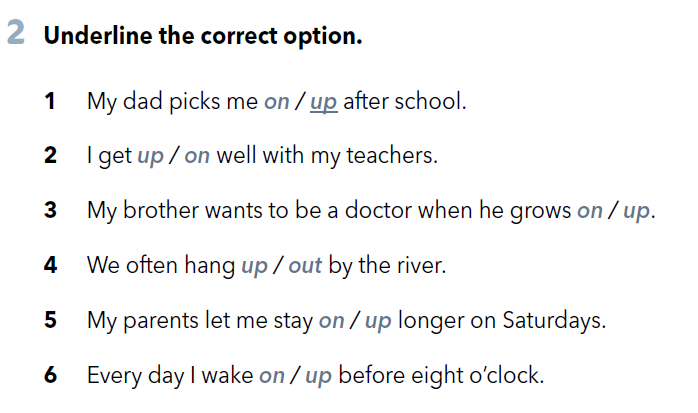 2 Underline the correct option.
1 My dad picks me on / up after school.
2 I get up / on well with my teachers.
3 My brother wants to be a doctor when he grows on / up.
4 We often hang up / out by the river.
5 My parents let me stay on / up longer on Saturdays.
6 Every day I wake on / up before eight o’clock.